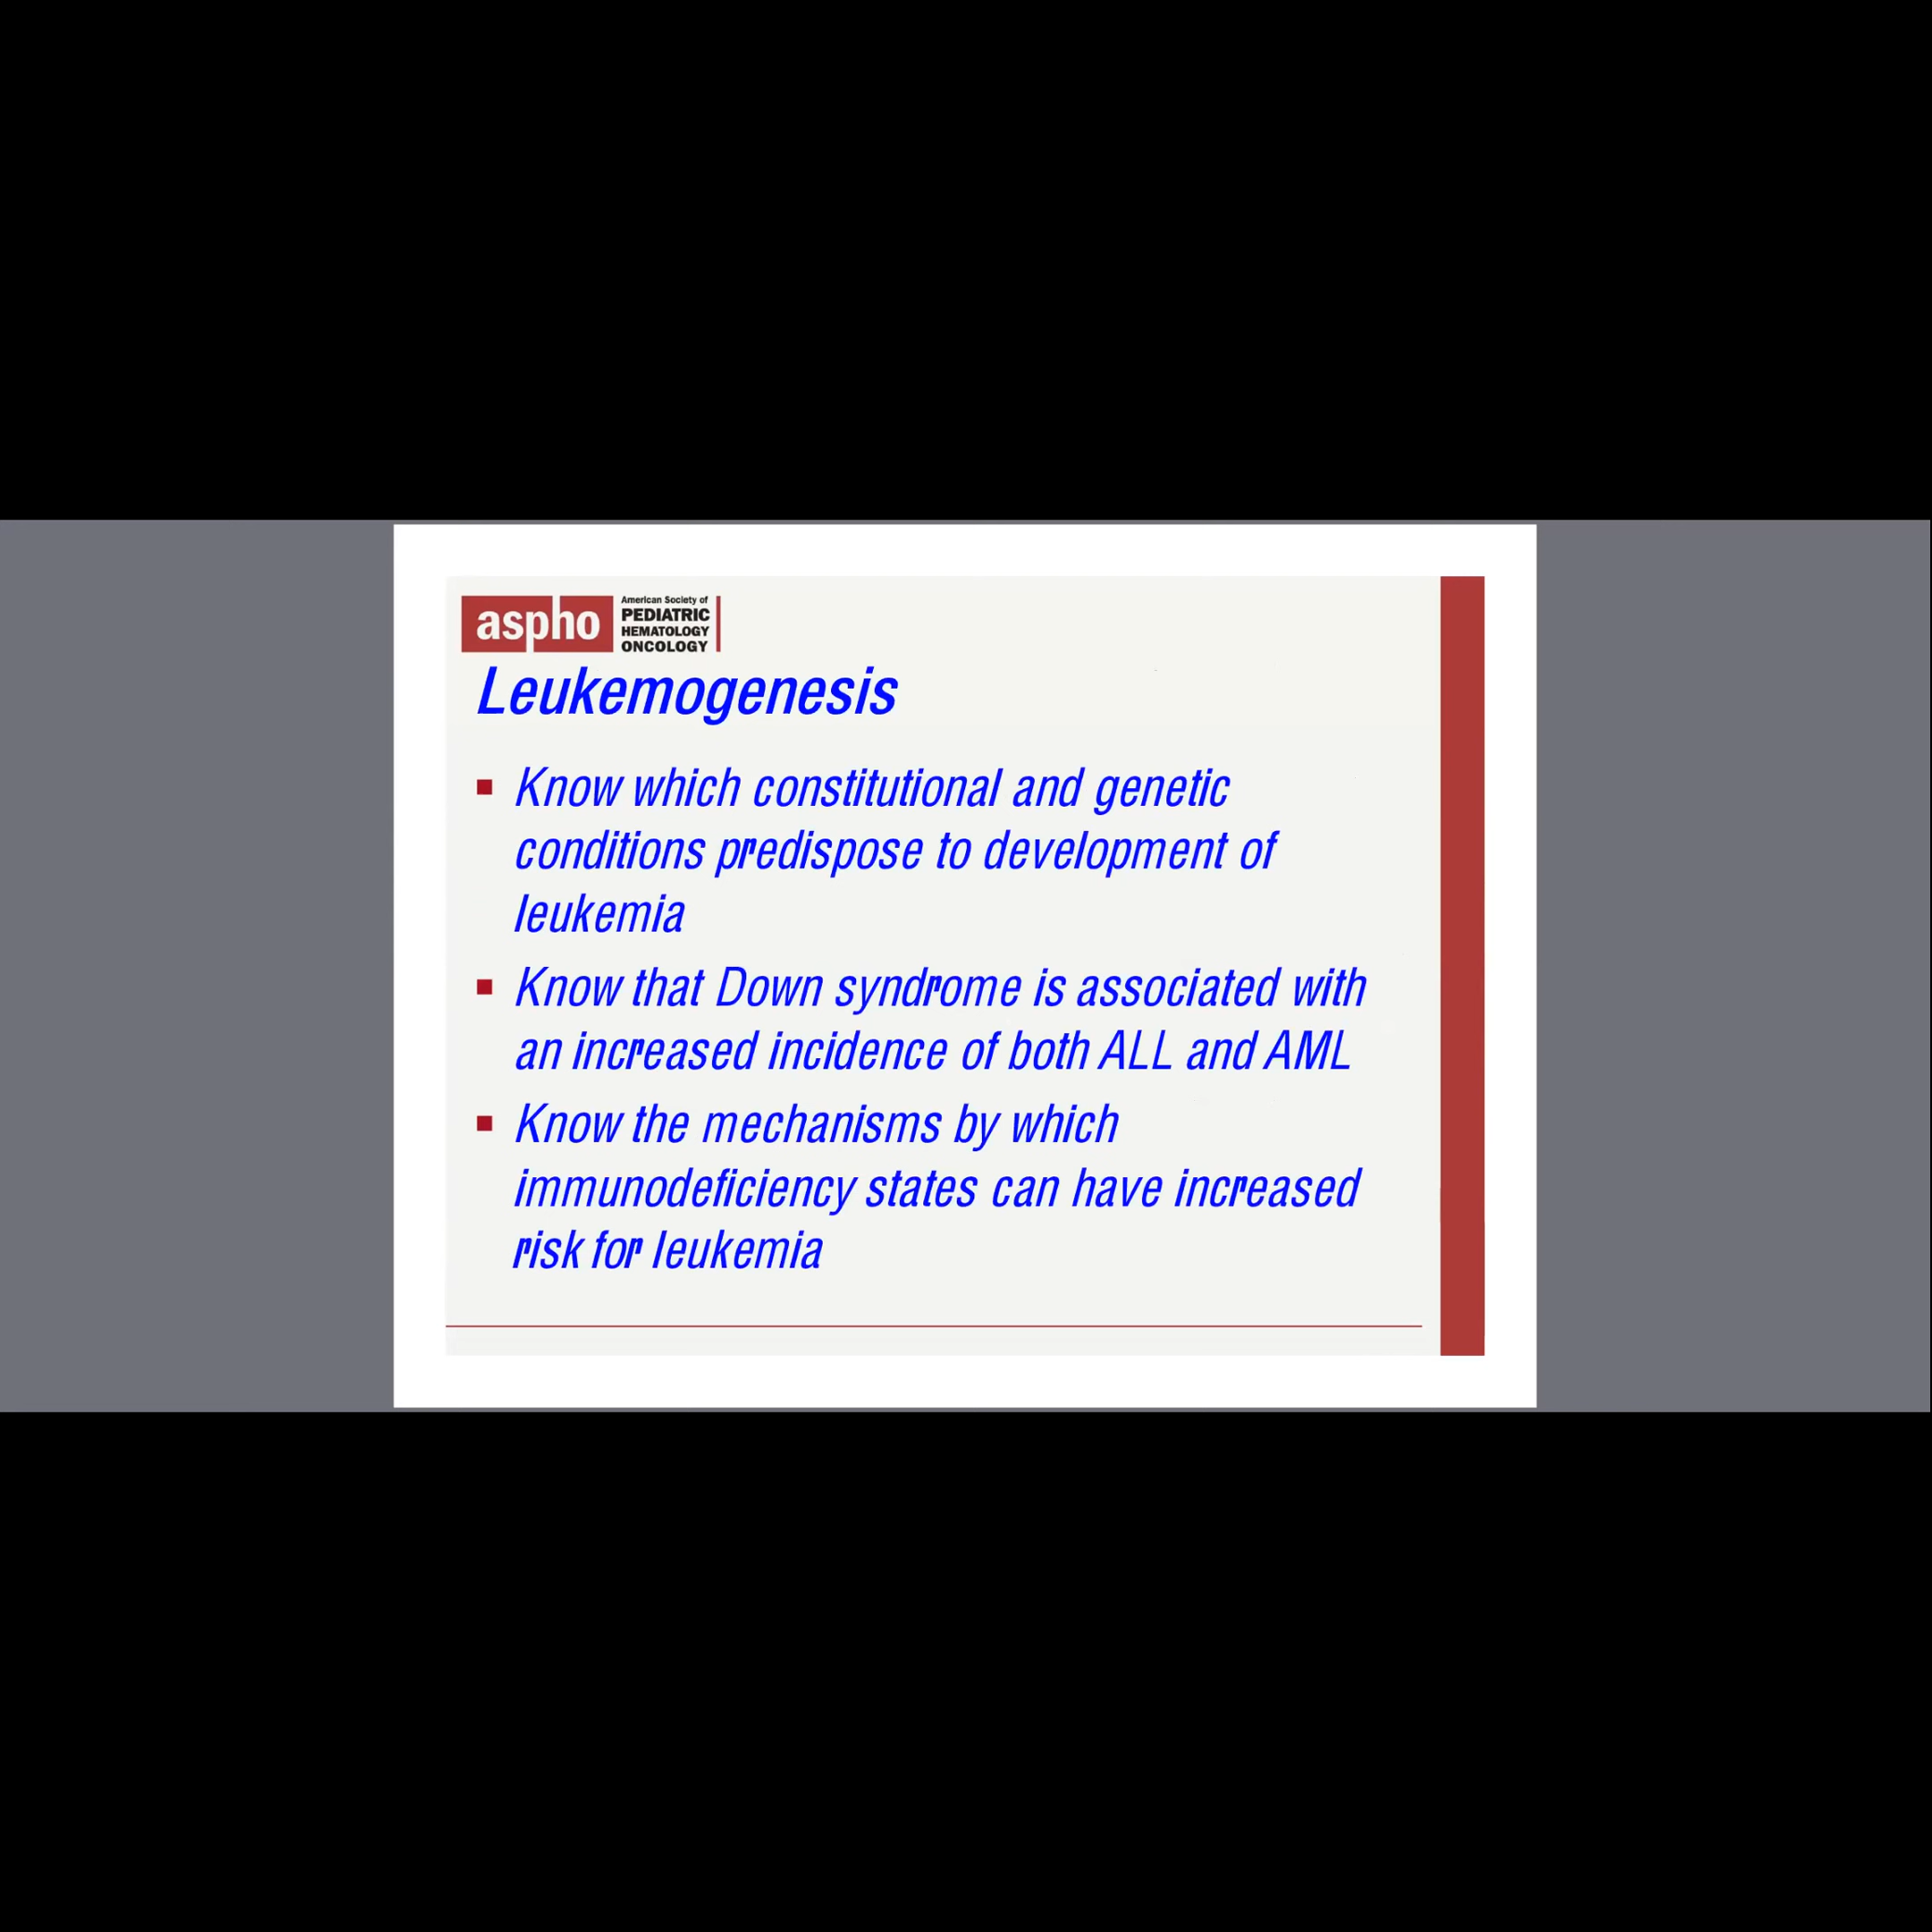 aspho
American Society of
PEDIATRIC
HEMATOLOGY
ONCOLOGY
Leukemogenesis
Know which constitutional and genetic
conditions predispose to development of
leukemia
Know that Down syndrome is associated with
an increased incidence of both ALL and AML
Know the mechanisms by which
immunodeficiency states can have increased
risk for leukemia